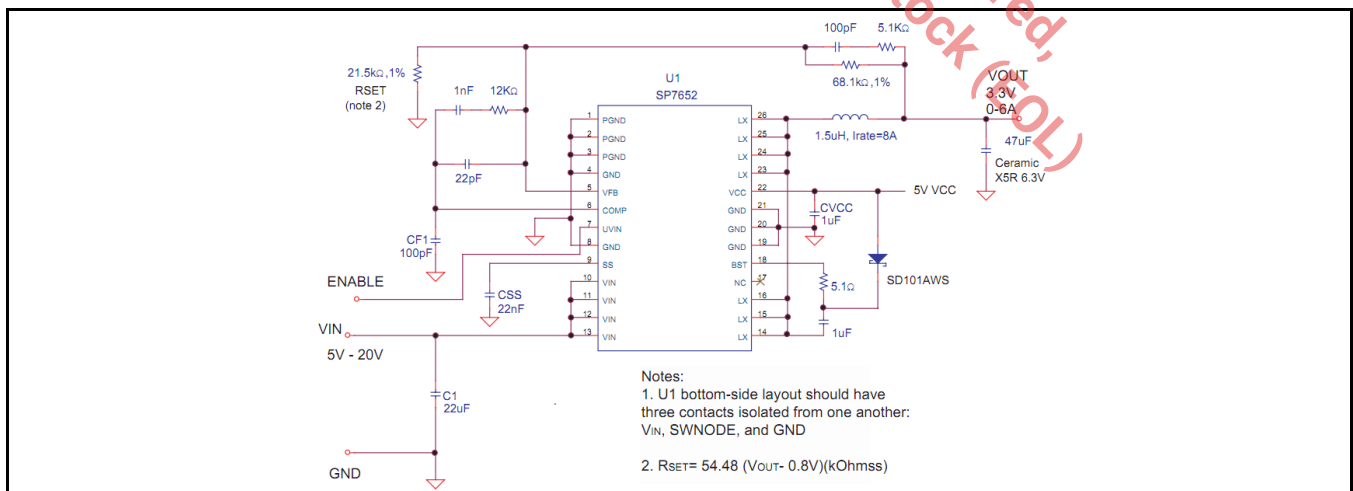 red,
ock (EOL)
100pF
5.1KΩ
21.5kΩ,1%
RSET
(note 2)
1nF
12KΩ
22pF
68.1kΩ,1%
U1
SP7652
VOUT
3.3V
0-6A
1.5uH, Irate=8A
47uF
Ceramic
X5R 6.3V
1 PGND
2 PGND
3 PGND
4 GND
5 VFB
6 COMP
7 UVIN
8 GND
9 SS
10 VIN
11 VIN
12 VIN
13 VIN
LX 26
LX 25
LX 24
LX 23
VCC 22
GND 21
GND 20
GND 19
BST 18
NC 17
LX 16
LX 15
LX 14
5V VCC
CVCC
1uF
SD101AWS
5.1Ω
1uF
CF1
100pF
CSS
22nF
ENABLE
VIN
5V - 20V
C1
22uF
GND
Notes:
1. U1 bottom-side layout should have
three contacts isolated from one another:
VIN, SWNODE, and GND
2. RSET= 54.48 (VOUT- 0.8V)(kOhmss)